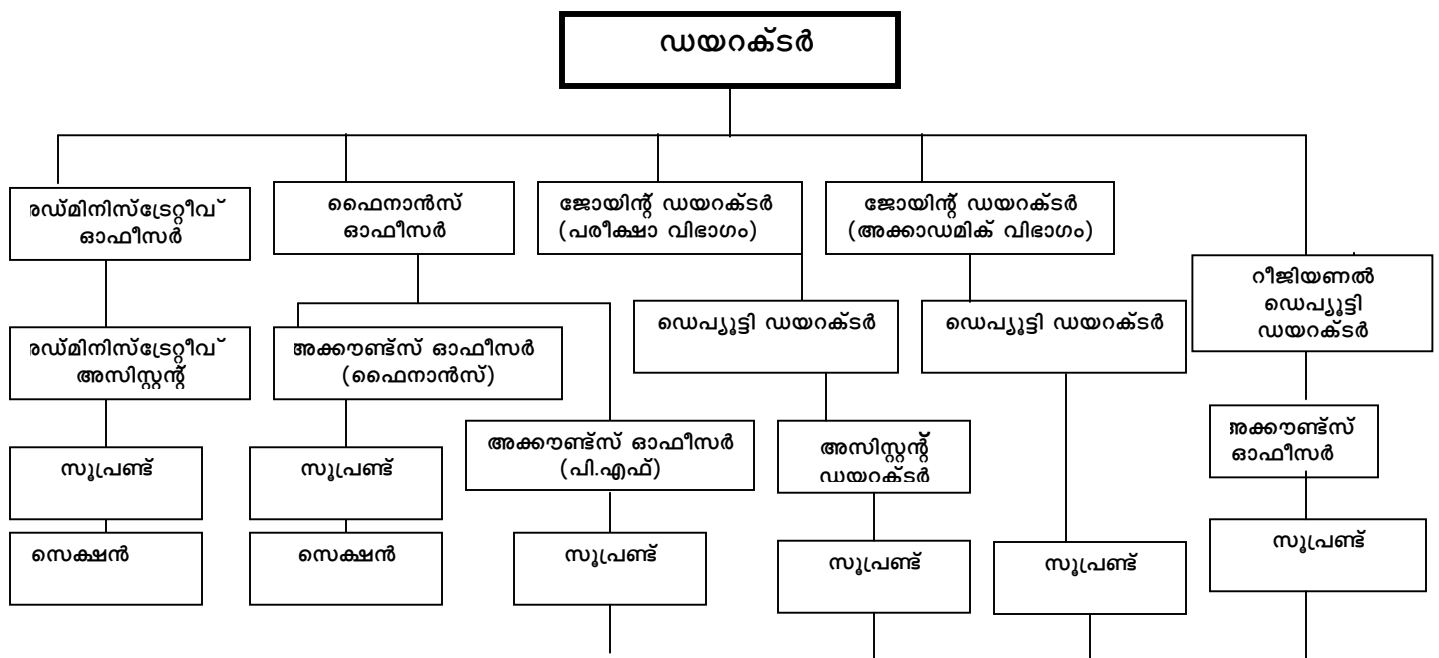 ഡയറക്ടർ
അഡ്മിനിസ്ട്രേറ്റീവ്
ഓഫീസർ
ഫൈനാൻസ്
ഓഫീസർ
ജോയിന്റ് ഡയറക്ടർ
(പരീക്ഷാ വിഭാഗം)
ജോയിന്റ് ഡയറക്ടർ
(അക്കാഡമിക് വിഭാഗം)
റീജിയണൽ
ഡെപ്യൂട്ടി
ഡയറക്ടർ
അഡ്മിനിസ്ട്രേറ്റീവ്
അസിസ്റ്റന്റ്
അക്കൗണ്ട്സ് ഓഫീസർ
(ഫൈനാൻസ്)
ഡെപ്യൂട്ടി ഡയറക്ടർ
ഡെപ്യൂട്ടി ഡയറക്ടർ
അക്കൗണ്ട്സ് ഓഫീസർ
(പി.എഫ്)
അസിസ്റ്റന്റ്
ഡയറക്ടർ
അക്കൗണ്ട്സ്
ഓഫീസർ
സൂപ്രണ്ട്
സൂപ്രണ്ട്
സെക്ഷൻ
സെക്ഷൻ
സൂപ്രണ്ട്
സൂപ്രണ്ട്
സൂപ്രണ്ട്
സൂപ്രണ്ട്